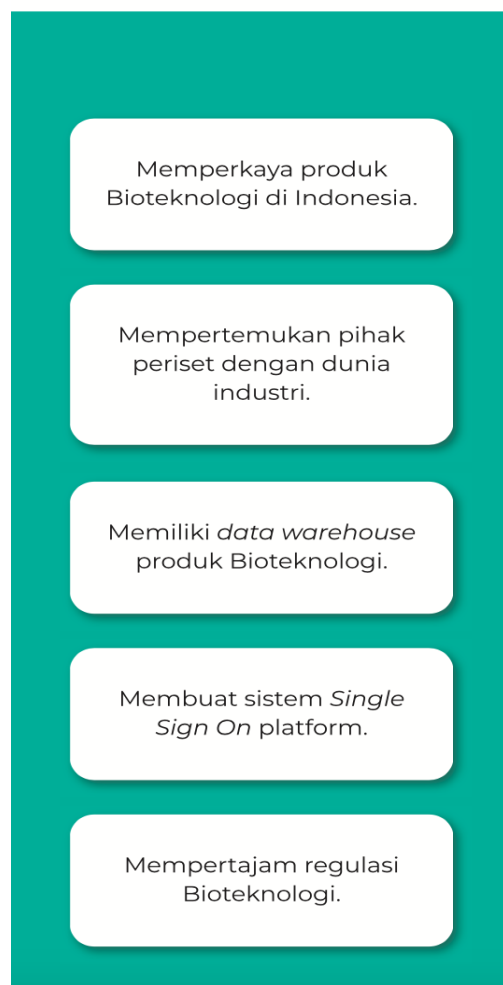 Memperkaya produk
Bioteknologi di Indonesia.
Mempertemukan pihak
periset dengan dunia
industri.
Memiliki data warehouse
produk Bioteknologi.
Membuat sistem Single
Sign On platform.
Mempertajam regulasi
Bioteknologi.